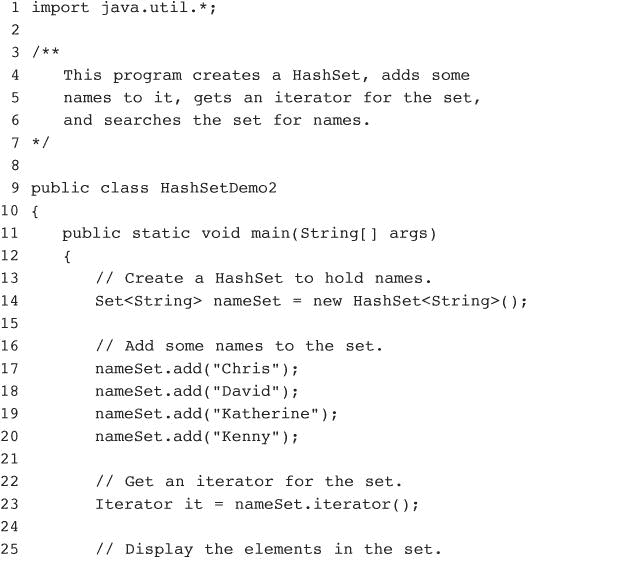 1 import java.util.*;
2
3 /**
4    This program creates a HashSet, adds some
5    names to it, gets an iterator for the set,
6    and searches the set for names.
7 */
8
9 public class HashSetDemo2
10 {
11    public static void main(String[] args)
12    {
13       // Create a HashSet to hold names.
14       Set<String> nameSet = new HashSet<String>();
15
16       // Add some names to the set.
17       nameSet.add("Chris");
18       nameSet.add("David");
19       nameSet.add("Katherine");
20       nameSet.add("Kenny");
21
22       // Get an iterator for the set.
23       Iterator it = nameSet.iterator();
24
25       // Display the elements in the set.